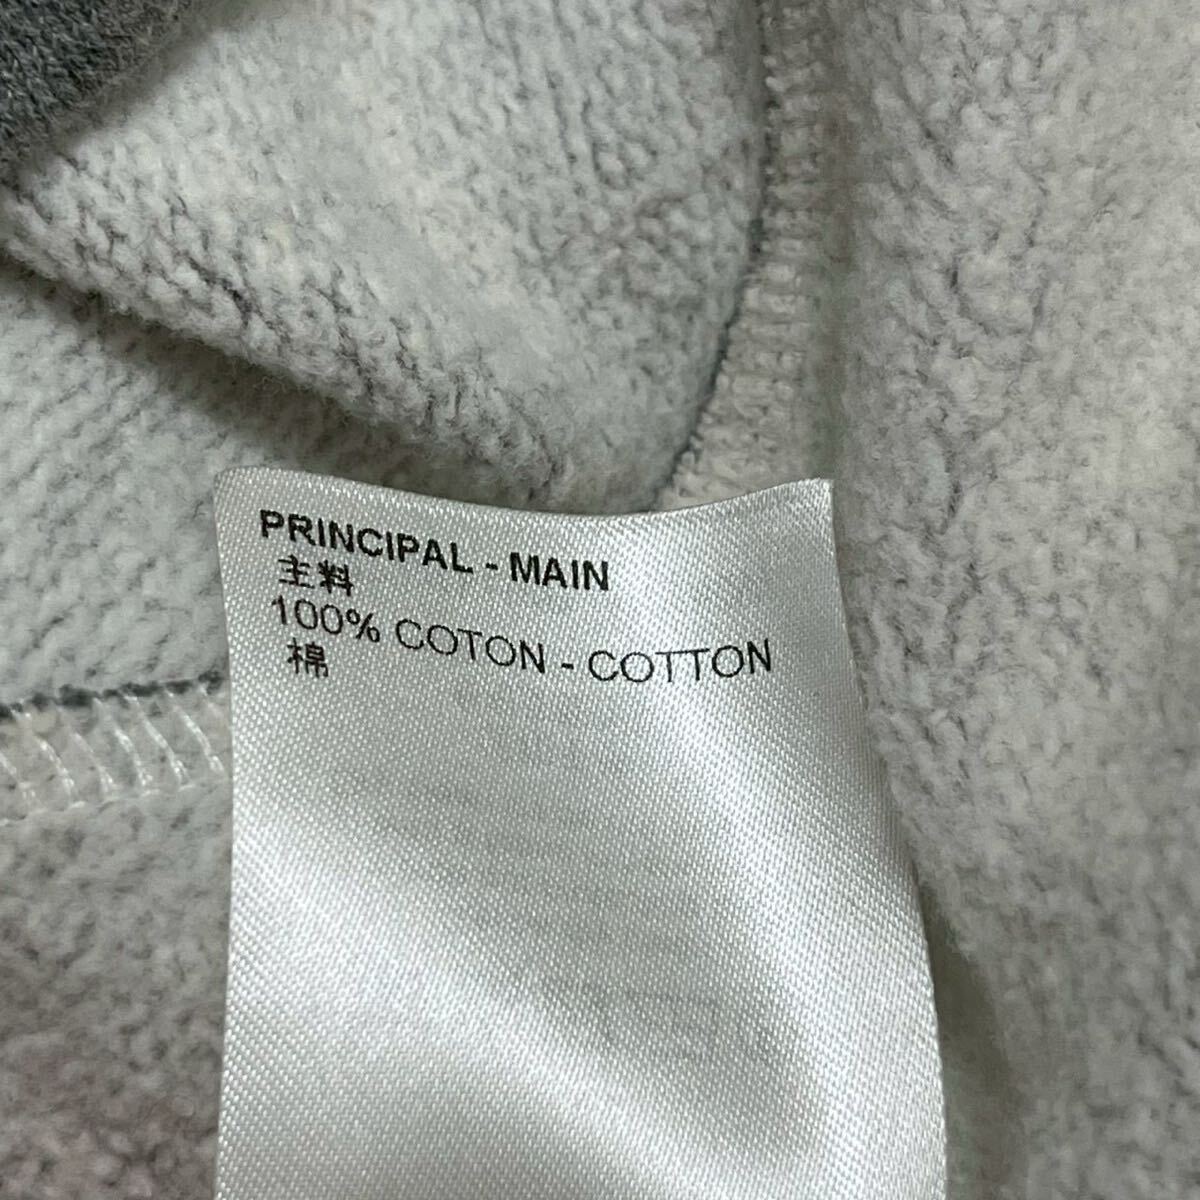 PRINCIPAL - MAIN
主料
100% COTON - COTTON
棉